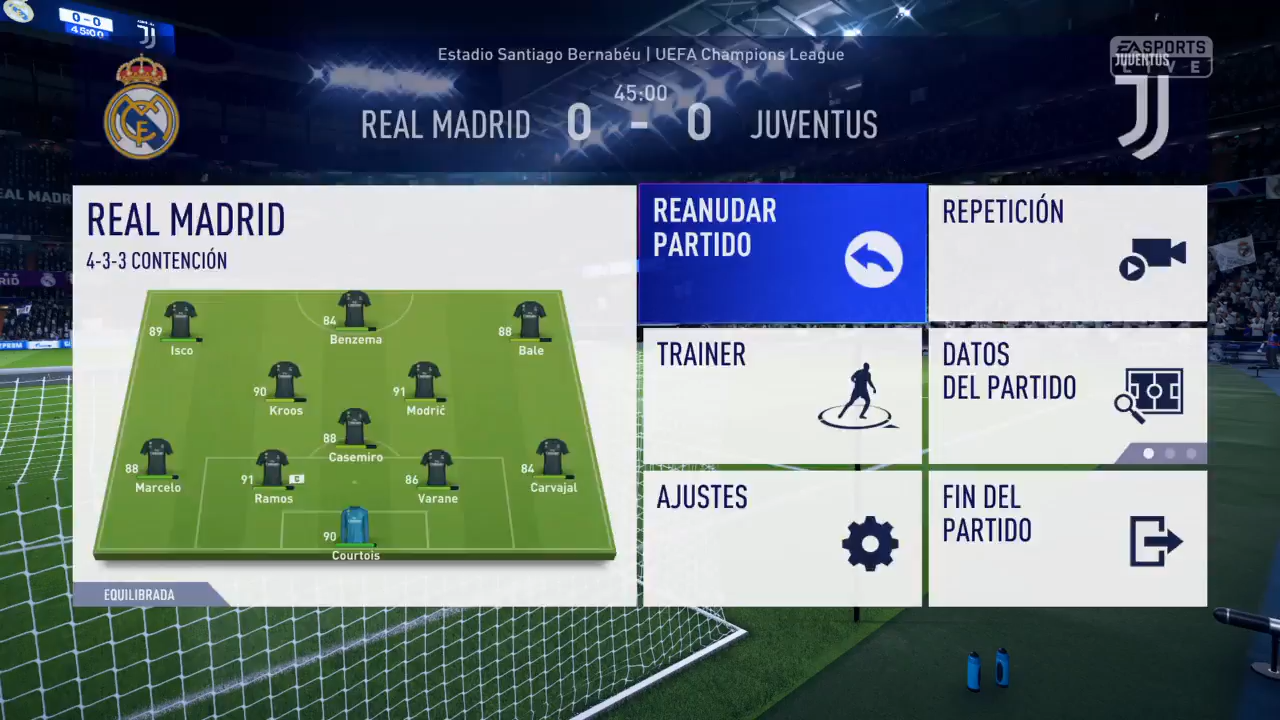 0 - 0
45:00
Estadio Santiago Bernabéu | UEFA Champions League
EA SPORTS
JUVENTUS
LIVE
45:00
REAL MADRID 0 - 0 JUVENTUS
EAL MADR
REAL MADRID
4-3-3 CONTENCIÓN
89
Isco
84
Benzema
88
Bale
90
Kroos
91
Modrić
88
Casemiro
88
Marcelo
91
C
Ramos
86
Varane
84
Carvajal
90
Courtois
EQUILIBRADA
REANUDAR
PARTIDO
REPETICIÓN
TRAINER
DATOS
DEL PARTIDO
AJUSTES
FIN DEL
PARTIDO